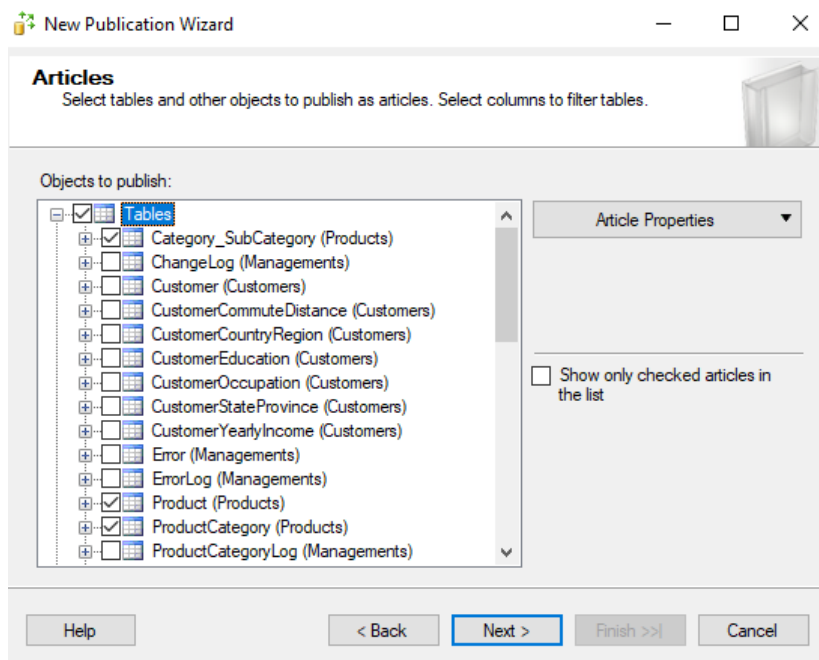 New Publication Wizard
Articles
Select tables and other objects to publish as articles. Select columns to filter tables.
Objects to publish:
Tables
Category_SubCategory (Products)
ChangeLog (Managements)
Customer (Customers)
CustomerCommuteDistance (Customers)
CustomerCountryRegion (Customers)
CustomerEducation (Customers)
CustomerOccupation (Customers)
CustomerStateProvince (Customers)
CustomerYearlyIncome (Customers)
Error (Managements)
ErrorLog (Managements)
Product (Products)
ProductCategory (Products)
ProductCategoryLog (Managements)
Article Properties
Show only checked articles in
the list
Help
< Back
Next >
Finish >>|
Cancel